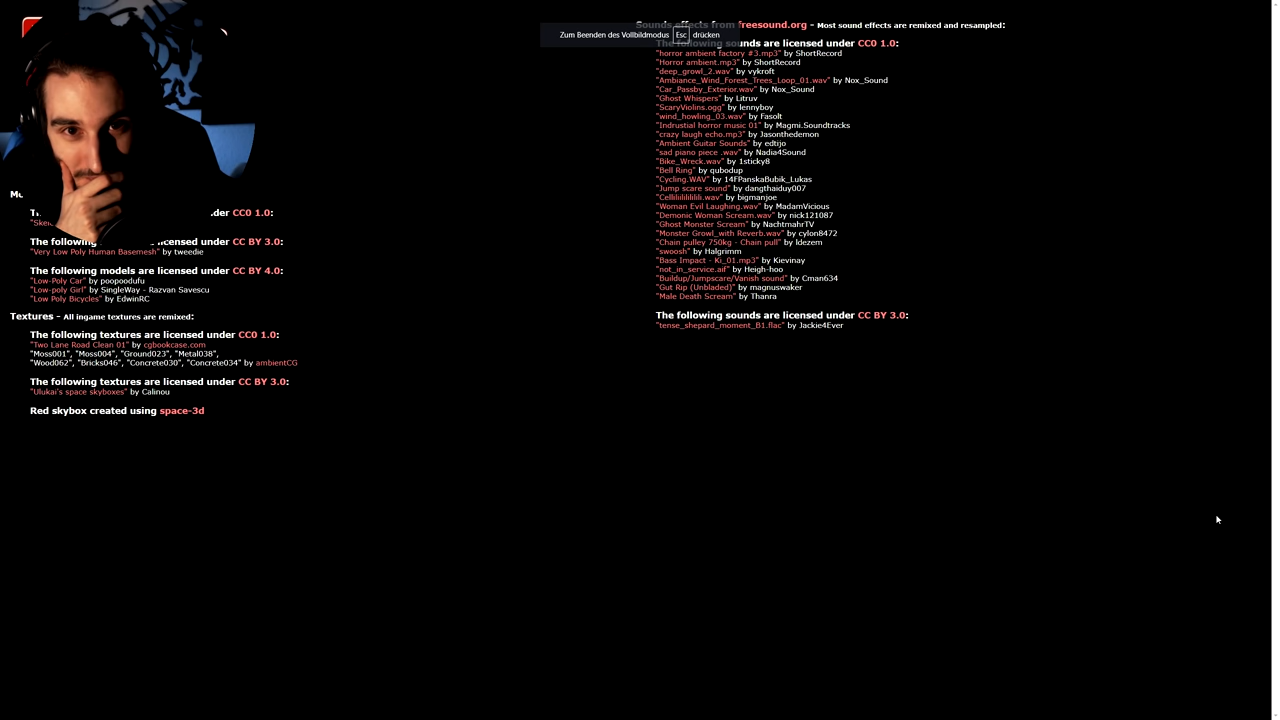 Mo
T
der CC0 1.0:
"Skel
The following
licensed under CC BY 3.0:
"Very Low Poly Human Basemesh" by tweedie
The following models are licensed under CC BY 4.0:
"Low-Poly Car" by poopoodufu
"Low-poly Girl" by SingleWay - Razvan Savescu
"Low Poly Bicycles" by EdwinRC
Textures - All ingame textures are remixed:
The following textures are licensed under CC0 1.0:
"Two Lane Road Clean 01" by cgbookcase.com
"Moss001", "Moss004", "Ground023", "Metal038",
"Wood062", "Bricks046", "Concrete030", "Concrete034" by ambientCG
The following textures are licensed under CC BY 3.0:
"Ulukai's space skyboxes" by Calinou
Red skybox created using space-3d
Sounds effects from freesound.org - Most sound effects are remixed and resampled:
Zum Beenden des Vollbildmodus Esc drücken
The following sounds are licensed under CC0 1.0:
"horror ambient factory #3.mp3" by ShortRecord
"Horror ambient.mp3" by ShortRecord
"deep_growl_2.wav" by vykroft
"Ambiance_Wind_Forest_Trees_Loop_01.wav" by Nox_Sound
"Car_Passby_Exterior.wav" by Nox_Sound
"Ghost Whispers" by Litruv
"ScaryViolins.ogg" by lennyboy
"wind_howling_03.wav" by Fasolt
"Indrustial horror music 01" by Magmi.Soundtracks
"crazy laugh echo.mp3" by Jasonthedemon
"Ambient Guitar Sounds" by edtijo
"sad piano piece .wav" by Nadia4Sound
"Bike_Wreck.wav" by 1sticky8
"Bell Ring" by qubodup
"Cycling.WAV" by 14FPanskaBubik_Lukas
"Jump scare sound" by dangthaiduy007
"Celliiliililili.wav" by bigmanjoe
"Woman Evil Laughing.wav" by MadamVicious
"Demonic Woman Scream.wav" by nick121087
"Ghost Monster Scream" by NachtmahrTV
"Monster Growl_with Reverb.wav" by cylon8472
"Chain pulley 750kg - Chain pull" by ldezem
"swoosh" by Halgrimm
"Bass Impact - Ki_01.mp3" by Kievinay
"not_in_service.aif" by Heigh-hoo
"Buildup/Jumpscare/Vanish sound" by Cman634
"Gut Rip (Unbladed)" by magnuswaker
"Male Death Scream" by Thanra
The following sounds are licensed under CC BY 3.0:
"tense_shepard_moment_B1.flac" by Jackie4Ever